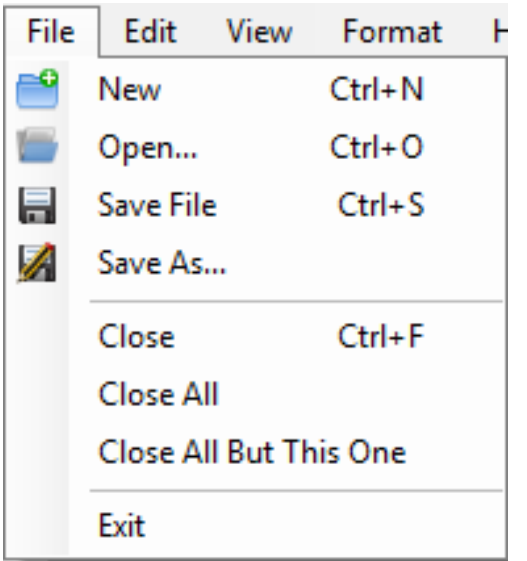 File Edit View Format H
New Ctrl+N
Open... Ctrl+O
Save File Ctrl+S
Save As...
Close Ctrl+F
Close All
Close All But This One
Exit